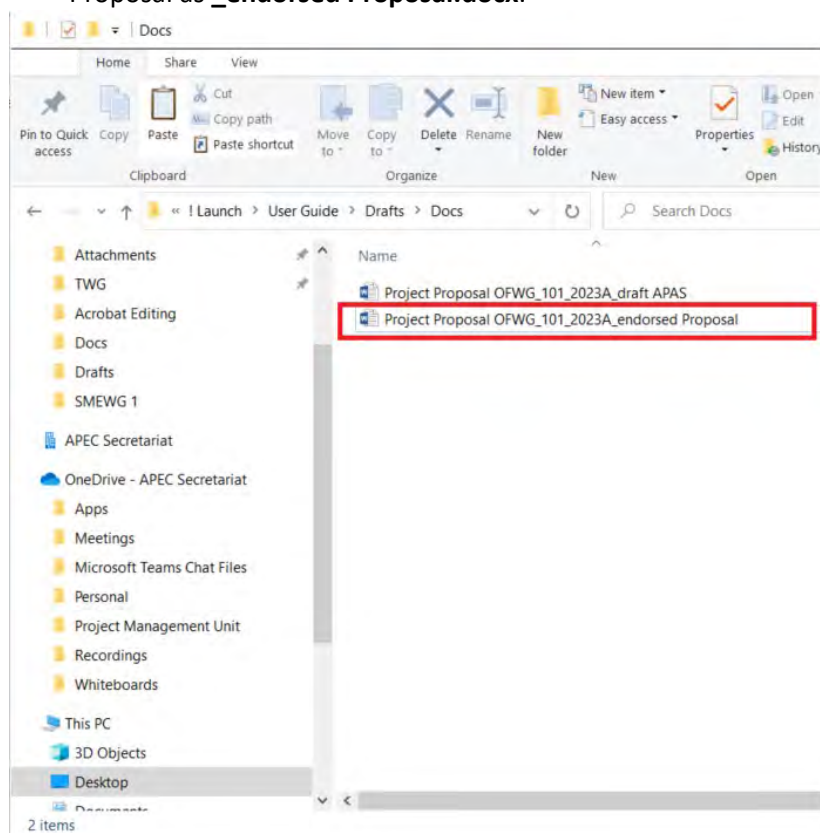 Proposal as _endorsed Proposal.docx.
Docs
Home Share View
Pin to Quick access
Copy
Paste
Cut
Copy path
Paste shortcut
Move to
Copy to
Delete
Rename
New folder
New item
Easy access
Properties
Open
Edit
History
Clipboard Organize New Open
« ! Launch > User Guide > Drafts > Docs
Search Docs
Attachments
TWG
Acrobat Editing
Docs
Drafts
SMEWG 1
APEC Secretariat
OneDrive - APEC Secretariat
Apps
Meetings
Microsoft Teams Chat Files
Personal
Project Management Unit
Recordings
Whiteboards
This PC
3D Objects
Desktop
Documents
Name
Project Proposal OFWG_101_2023A_draft APAS
Project Proposal OFWG_101_2023A_endorsed Proposal
2 items